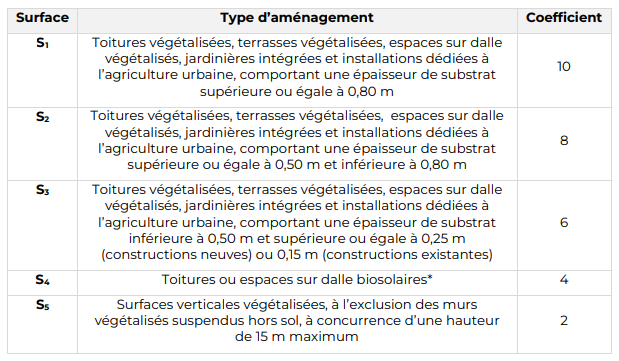 Surface Type d’aménagement Coefficient
S₁ Toitures végétalisées, terrasses végétalisées, espaces sur dalle
végétalisés, jardinières intégrées et installations dédiées à
l’agriculture urbaine, comportant une épaisseur de substrat
supérieure ou égale à 0,80 m
10
S₂ Toitures végétalisées, terrasses végétalisées, espaces sur dalle
végétalisés, jardinières intégrées et installations dédiées à
l’agriculture urbaine, comportant une épaisseur de substrat
supérieure ou égale à 0,50 m et inférieure à 0,80 m
8
S₃ Toitures végétalisées, terrasses végétalisées, espaces sur dalle
végétalisés, jardinières intégrées et installations dédiées à
l’agriculture urbaine, comportant une épaisseur de substrat
inférieure à 0,50 m et supérieure ou égale à 0,25 m
(constructions neuves) ou 0,15 m (constructions existantes)
6
S₄ Toitures ou espaces sur dalle biosolaires* 4
S₅ Surfaces verticales végétalisées, à l’exclusion des murs
végétalisés suspendus hors sol, à concurrence d’une hauteur
de 15 m maximum
2